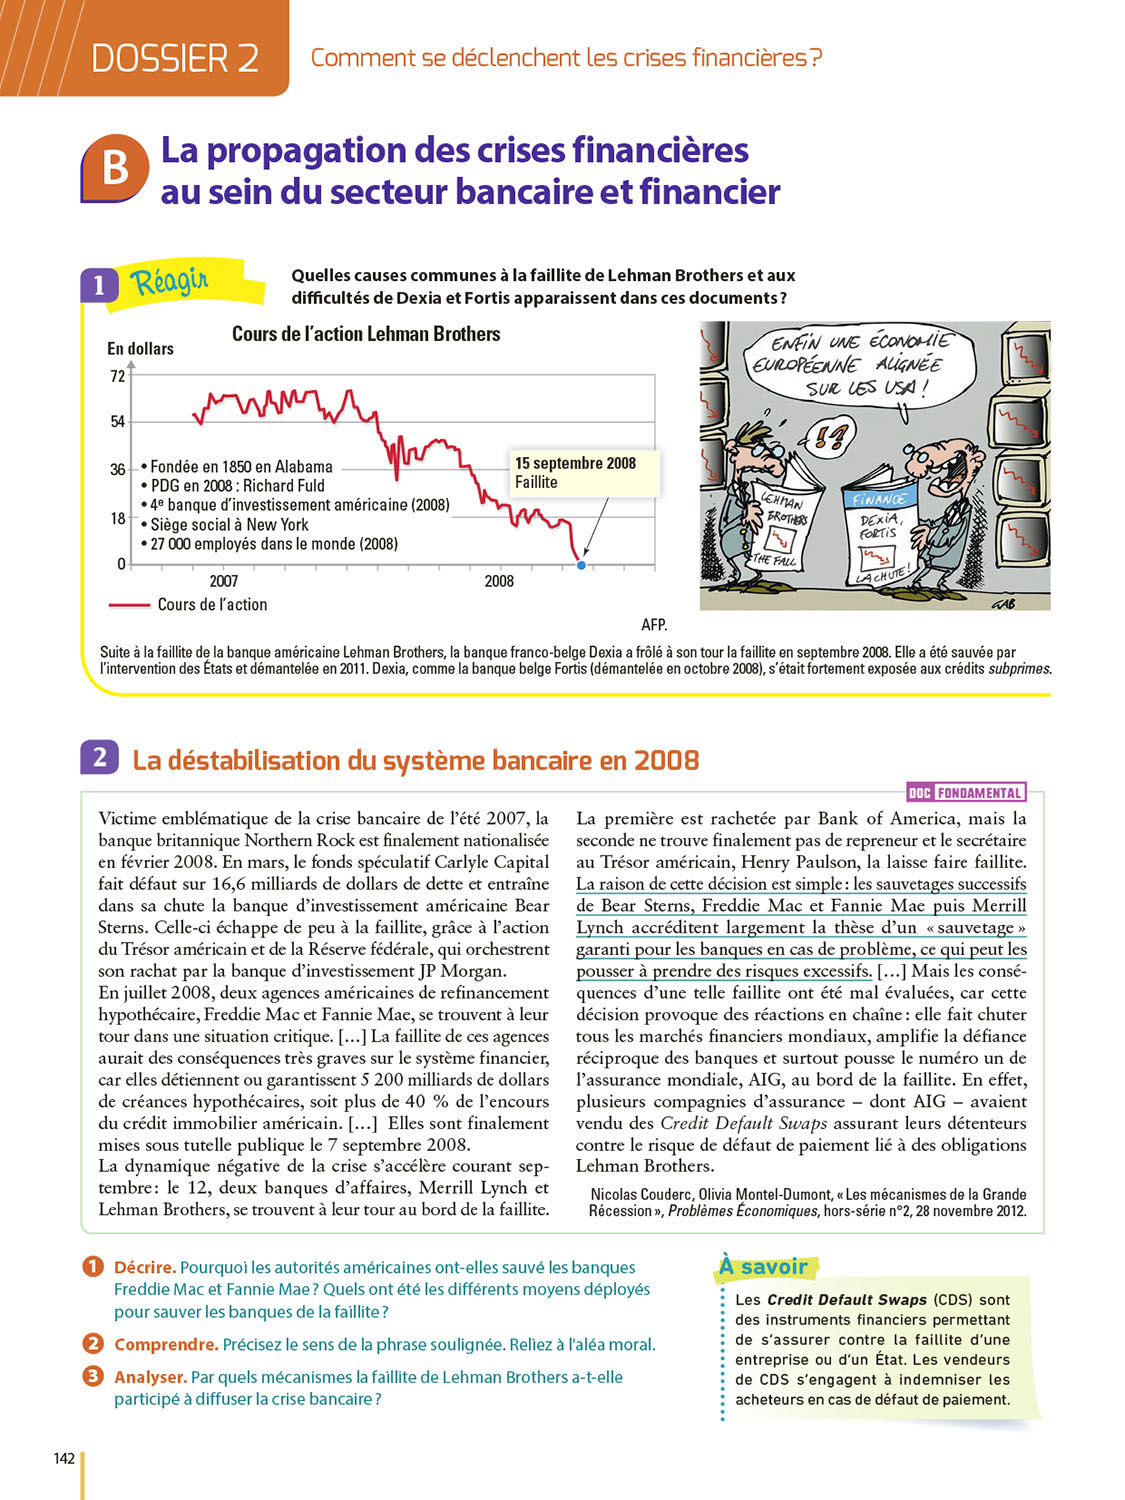 DOSSIER 2
Comment se déclenchent les crises financières ?
B
La propagation des crises financières
au sein du secteur bancaire et financier
1
Réagir
Quelles causes communes à la faillite de Lehman Brothers et aux
difficultés de Dexia et Fortis apparaissent dans ces documents ?
Cours de l'action Lehman Brothers
En dollars
72
54
36
18
0
• Fondée en 1850 en Alabama
• PDG en 2008 : Richard Fuld
• 4e banque d'investissement américaine (2008)
• Siège social à New York
• 27 000 employés dans le monde (2008)
15 septembre 2008
Faillite
2007
2008
Cours de l'action
AFP.
ENFIN UNE ÉCONOMIE
EUROPÉENNE ALIGNÉE
SUR LES USA !
!?
LEHMAN
BROTHERS
THE FALL
FINANCE
DEXIA,
FORTIS
LA CHUTE !
GAB
Suite à la faillite de la banque américaine Lehman Brothers, la banque franco-belge Dexia a frôlé à son tour la faillite en septembre 2008. Elle a été sauvée par
l'intervention des États et démantelée en 2011. Dexia, comme la banque belge Fortis (démantelée en octobre 2008), s'était fortement exposée aux crédits subprimes.
2
La déstabilisation du système bancaire en 2008
DOC FONDAMENTAL
Victime emblématique de la crise bancaire de l'été 2007, la
banque britannique Northern Rock est finalement nationalisée
en février 2008. En mars, le fonds spéculatif Carlyle Capital
fait défaut sur 16,6 milliards de dollars de dette et entraîne
dans sa chute la banque d'investissement américaine Bear
Sterns. Celle-ci échappe de peu à la faillite, grâce à l'action
du Trésor américain et de la Réserve fédérale, qui orchestrent
son rachat par la banque d'investissement JP Morgan.
En juillet 2008, deux agences américaines de refinancement
hypothécaire, Freddie Mac et Fannie Mae, se trouvent à leur
tour dans une situation critique. […] La faillite de ces agences
aurait des conséquences très graves sur le système financier,
car elles détiennent ou garantissent 5 200 milliards de dollars
de créances hypothécaires, soit plus de 40 % de l'encours
du crédit immobilier américain. […] Elles sont finalement
mises sous tutelle publique le 7 septembre 2008.
La dynamique négative de la crise s'accélère courant sep-
tembre : le 12, deux banques d'affaires, Merrill Lynch et
Lehman Brothers, se trouvent à leur tour au bord de la faillite.
La première est rachetée par Bank of America, mais la
seconde ne trouve finalement pas de repreneur et le secrétaire
au Trésor américain, Henry Paulson, la laisse faire faillite.
La raison de cette décision est simple : les sauvetages successifs
de Bear Sterns, Freddie Mac et Fannie Mae puis Merrill
Lynch accréditent largement la thèse d'un « sauvetage »
garanti pour les banques en cas de problème, ce qui peut les
pousser à prendre des risques excessifs. […] Mais les consé-
quences d'une telle faillite ont été mal évaluées, car cette
décision provoque des réactions en chaîne : elle fait chuter
tous les marchés financiers mondiaux, amplifie la défiance
réciproque des banques et surtout pousse le numéro un de
l'assurance mondiale, AIG, au bord de la faillite. En effet,
plusieurs compagnies d'assurance – dont AIG – avaient
vendu des Credit Default Swaps assurant leurs détenteurs
contre le risque de défaut de paiement lié à des obligations
Lehman Brothers.
Nicolas Couderc, Olivia Montel-Dumont, « Les mécanismes de la Grande
Récession », Problèmes Économiques, hors-série n°2, 28 novembre 2012.
1 Décrire. Pourquoi les autorités américaines ont-elles sauvé les banques
Freddie Mac et Fannie Mae ? Quels ont été les différents moyens déployés
pour sauver les banques de la faillite ?
2 Comprendre. Précisez le sens de la phrase soulignée. Reliez à l'aléa moral.
3 Analyser. Par quels mécanismes la faillite de Lehman Brothers a-t-elle
participé à diffuser la crise bancaire ?
À savoir
Les Credit Default Swaps (CDS) sont
des instruments financiers permettant
de s'assurer contre la faillite d'une
entreprise ou d'un État. Les vendeurs
de CDS s'engagent à indemniser les
acheteurs en cas de défaut de paiement.
142